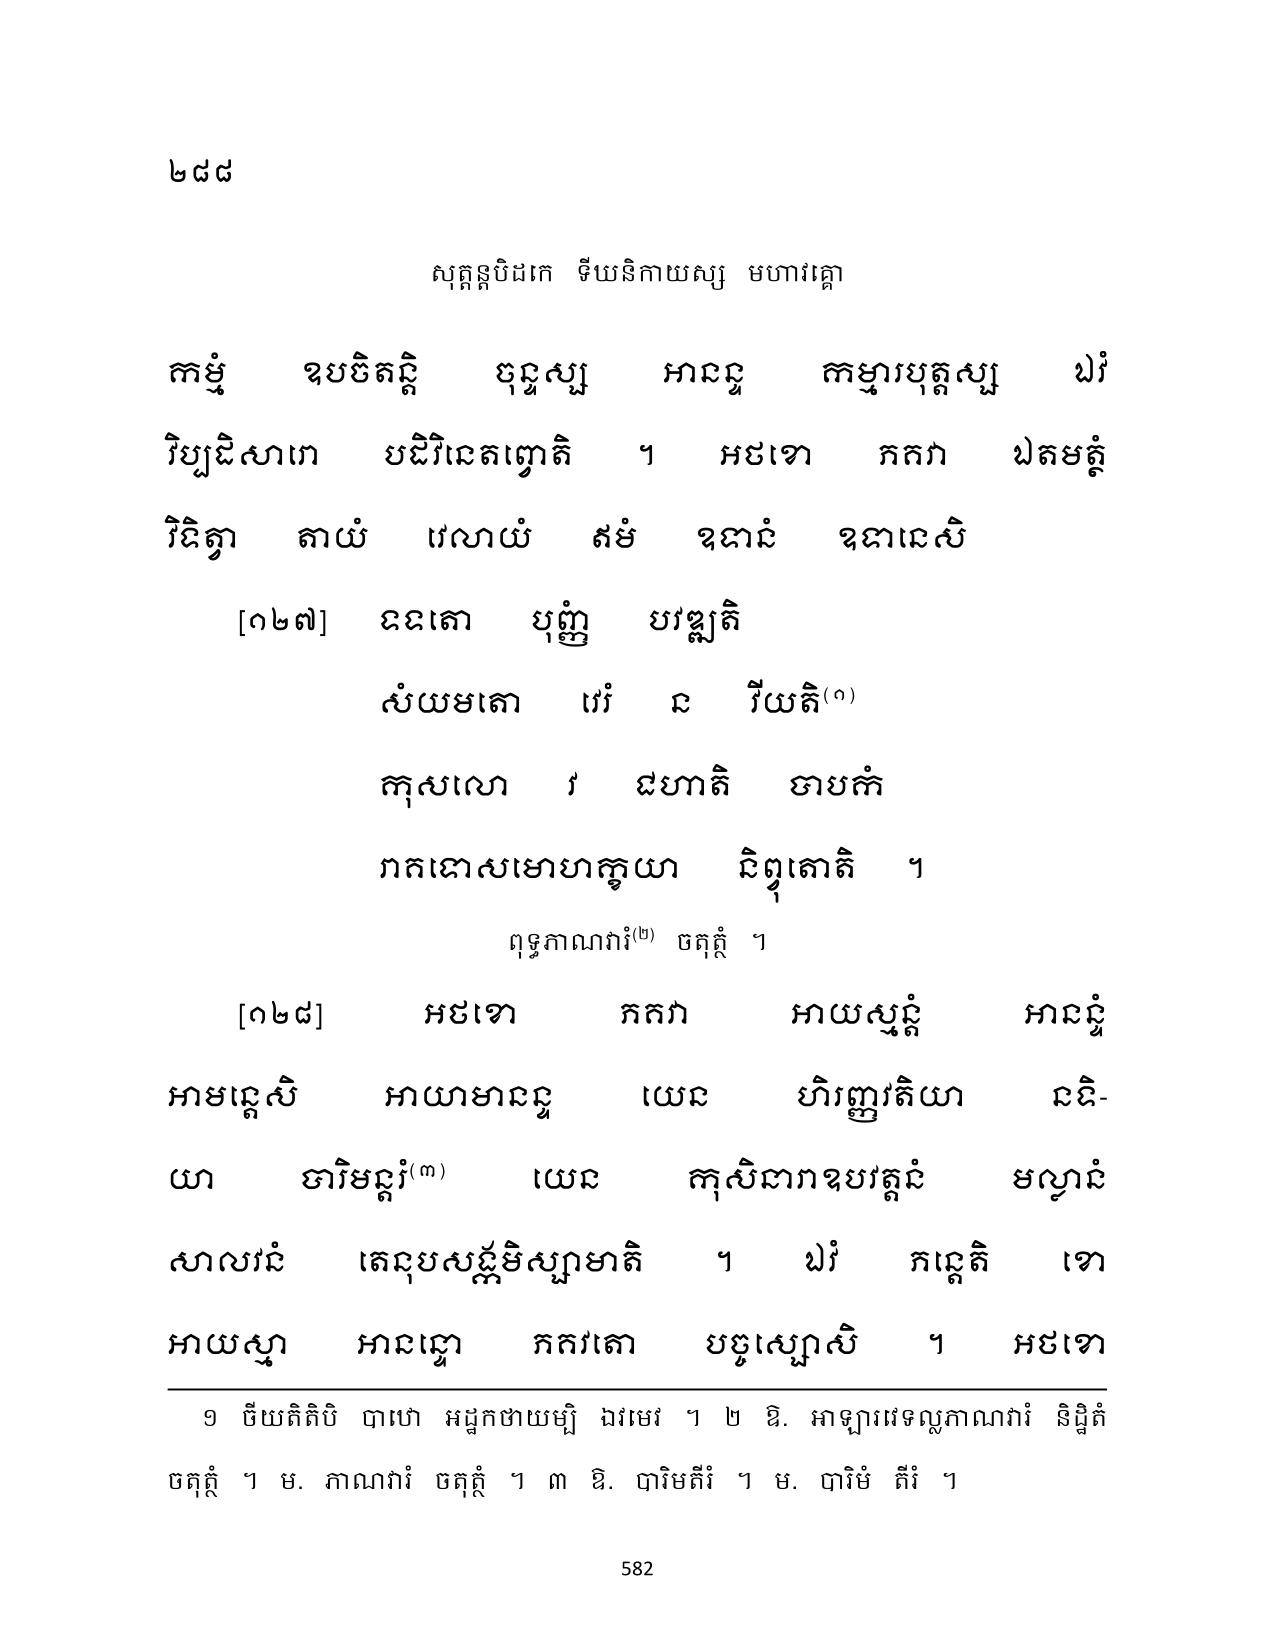 ២៨៨
សុត្តន្តបិដកេ ទីឃនិកាយស្ស មហាវគ្គោ
កម្មំ ឧបចិតន្តិ ចុន្ទស្ស អានន្ទ កម្មារបុត្តស្ស ឯវំ
វិប្បដិសារោ បដិវិនេតព្វោតិ ។ អថខោ ភគវា ឯតមត្ថំ
វិទិត្វា តាយំ វេលាយំ ឥមំ ឧទានំ ឧទានេសិ
[១២៧] ទទតោ បុញ្ញំ បវឌ្ឍតិ
សំយមតោ វេរំ ន វីយតិ(១)
កុសលោ វ ជហាតិ បាបកំ
រាគទោសមោហក្ខយា និព្វុតោតិ ។
ពុទ្ធភាណវារំ(២) ចតុត្ថំ ។
[១២៨] អថខោ ភគវា អាយស្មន្តំ អានន្ទំ
អាមន្តេសិ អាយាមានន្ទ យេន ហិរញ្ញវតិយា នទិ-
យា បារិមន្តរំ(៣) យេន កុសិនារាឧបវត្តនំ មល្លានំ
សាលវនំ តេនុបសង្កមិស្សាមាតិ ។ ឯវំ ភន្តេតិ ខោ
អាយស្មា អានន្ទោ ភគវតោ បច្ចស្សោសិ ។ អថខោ
១ ចីយតិតិបិ បាឋោ អដ្ឋកថាយម្បិ ឯវមេវ ។ ២ ឱ. អាឡារវេទល្លភាណវារំ និដ្ឋិតំ
ចតុត្ថំ ។ ម. ភាណវារំ ចតុត្ថំ ។ ៣ ឱ. បារិមតីរំ ។ ម. បារិមំ តីរំ ។
582